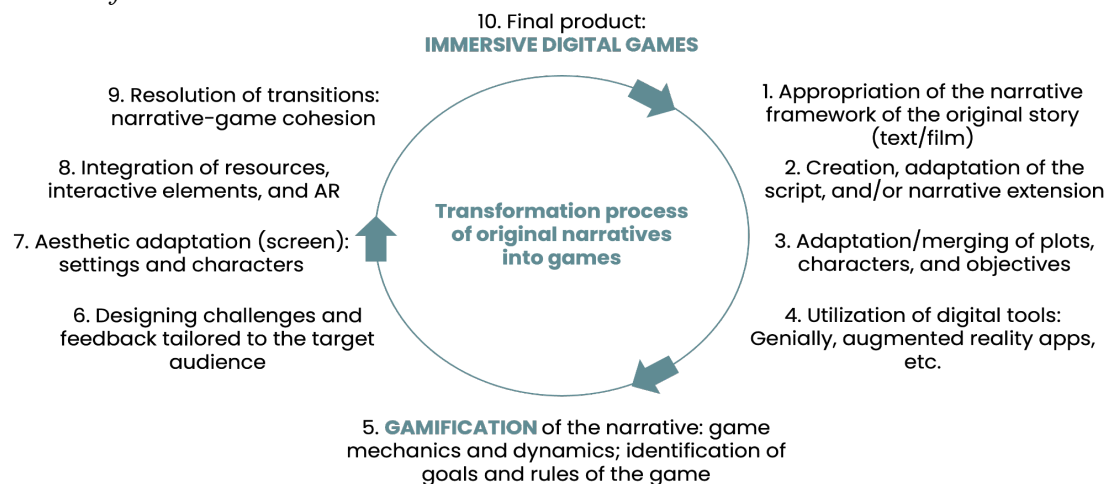 10. Final product:
IMMERSIVE DIGITAL GAMES
1. Appropriation of the narrative
framework of the original story
(text/film)
2. Creation, adaptation of the
script, and/or narrative extension
3. Adaptation/merging of plots,
characters, and objectives
4. Utilization of digital tools:
Genially, augmented reality apps,
etc.
5. GAMIFICATION of the narrative: game
mechanics and dynamics; identification of
goals and rules of the game
6. Designing challenges and
feedback tailored to the target
audience
7. Aesthetic adaptation (screen):
settings and characters
8. Integration of resources,
interactive elements, and AR
9. Resolution of transitions:
narrative-game cohesion
Transformation process
of original narratives
into games